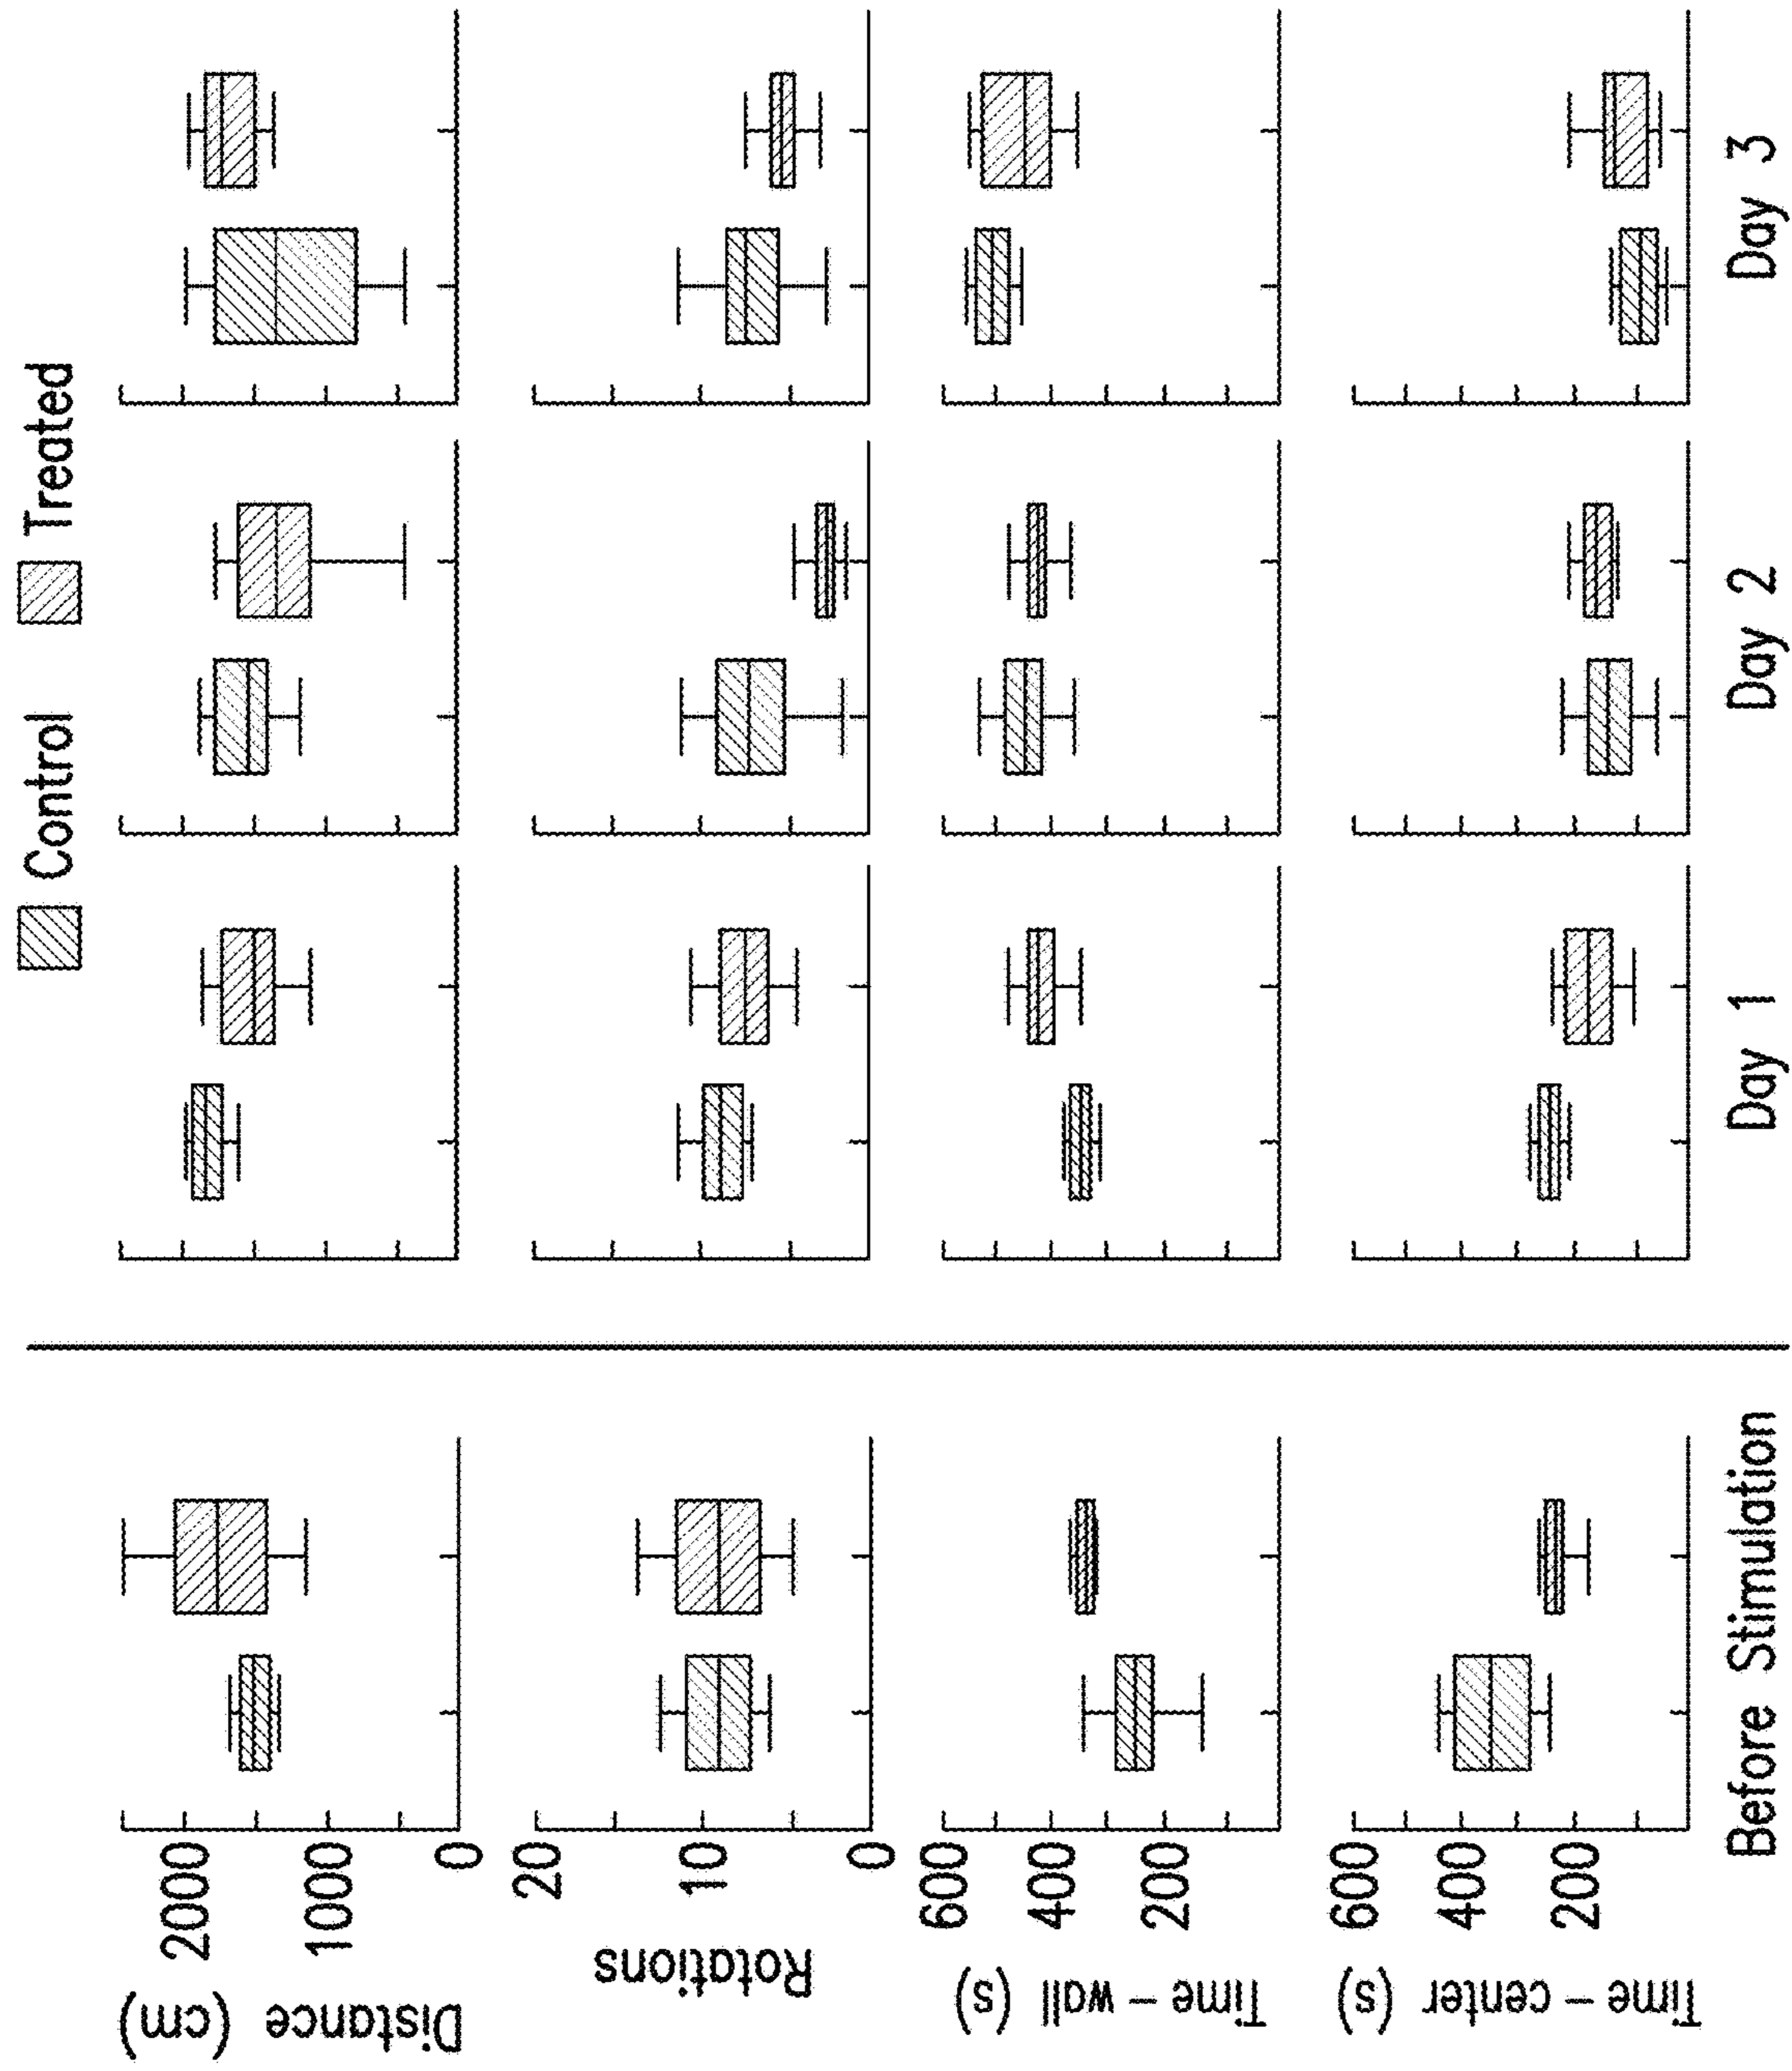 Control Treated
Distance (cm)
2000
1000
0
Rotations
20
10
0
Time – wall (s)
600
400
200
Time – center (s)
600
400
200
Before Stimulation Day 1 Day 2 Day 3